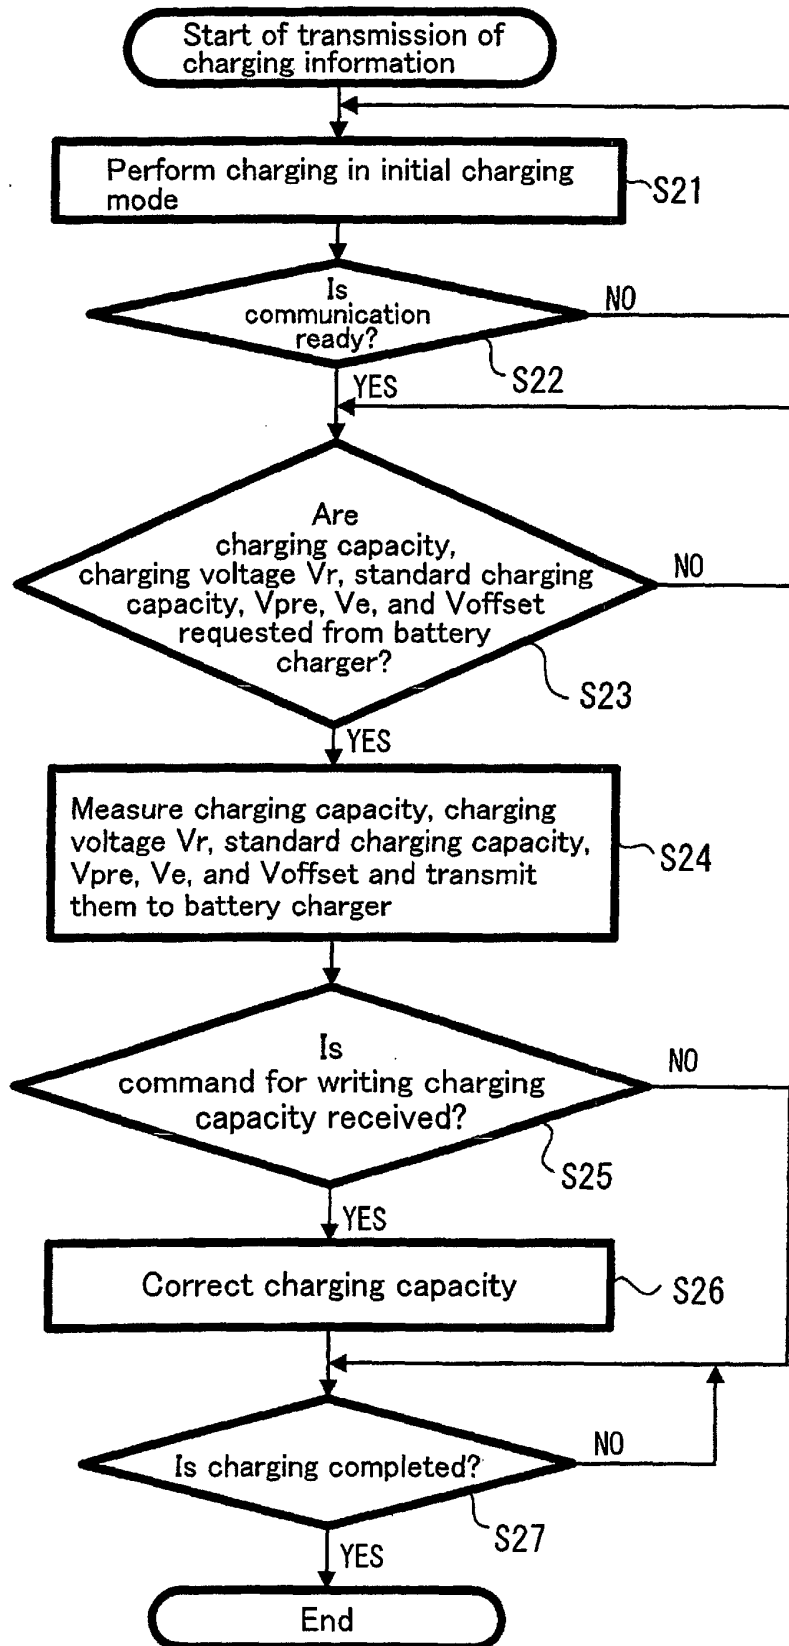 Start of transmission of
charging information
Perform charging in initial charging
mode
S21
Is
communication
ready?
NO
S22
YES
Are
charging capacity,
charging voltage Vr, standard charging
capacity, Vpre, Ve, and Voffset
requested from battery
charger?
NO
S23
YES
Measure charging capacity, charging
voltage Vr, standard charging capacity,
Vpre, Ve, and Voffset and transmit
them to battery charger
S24
Is
command for writing charging
capacity received?
NO
S25
YES
Correct charging capacity
S26
Is charging completed?
NO
S27
YES
End